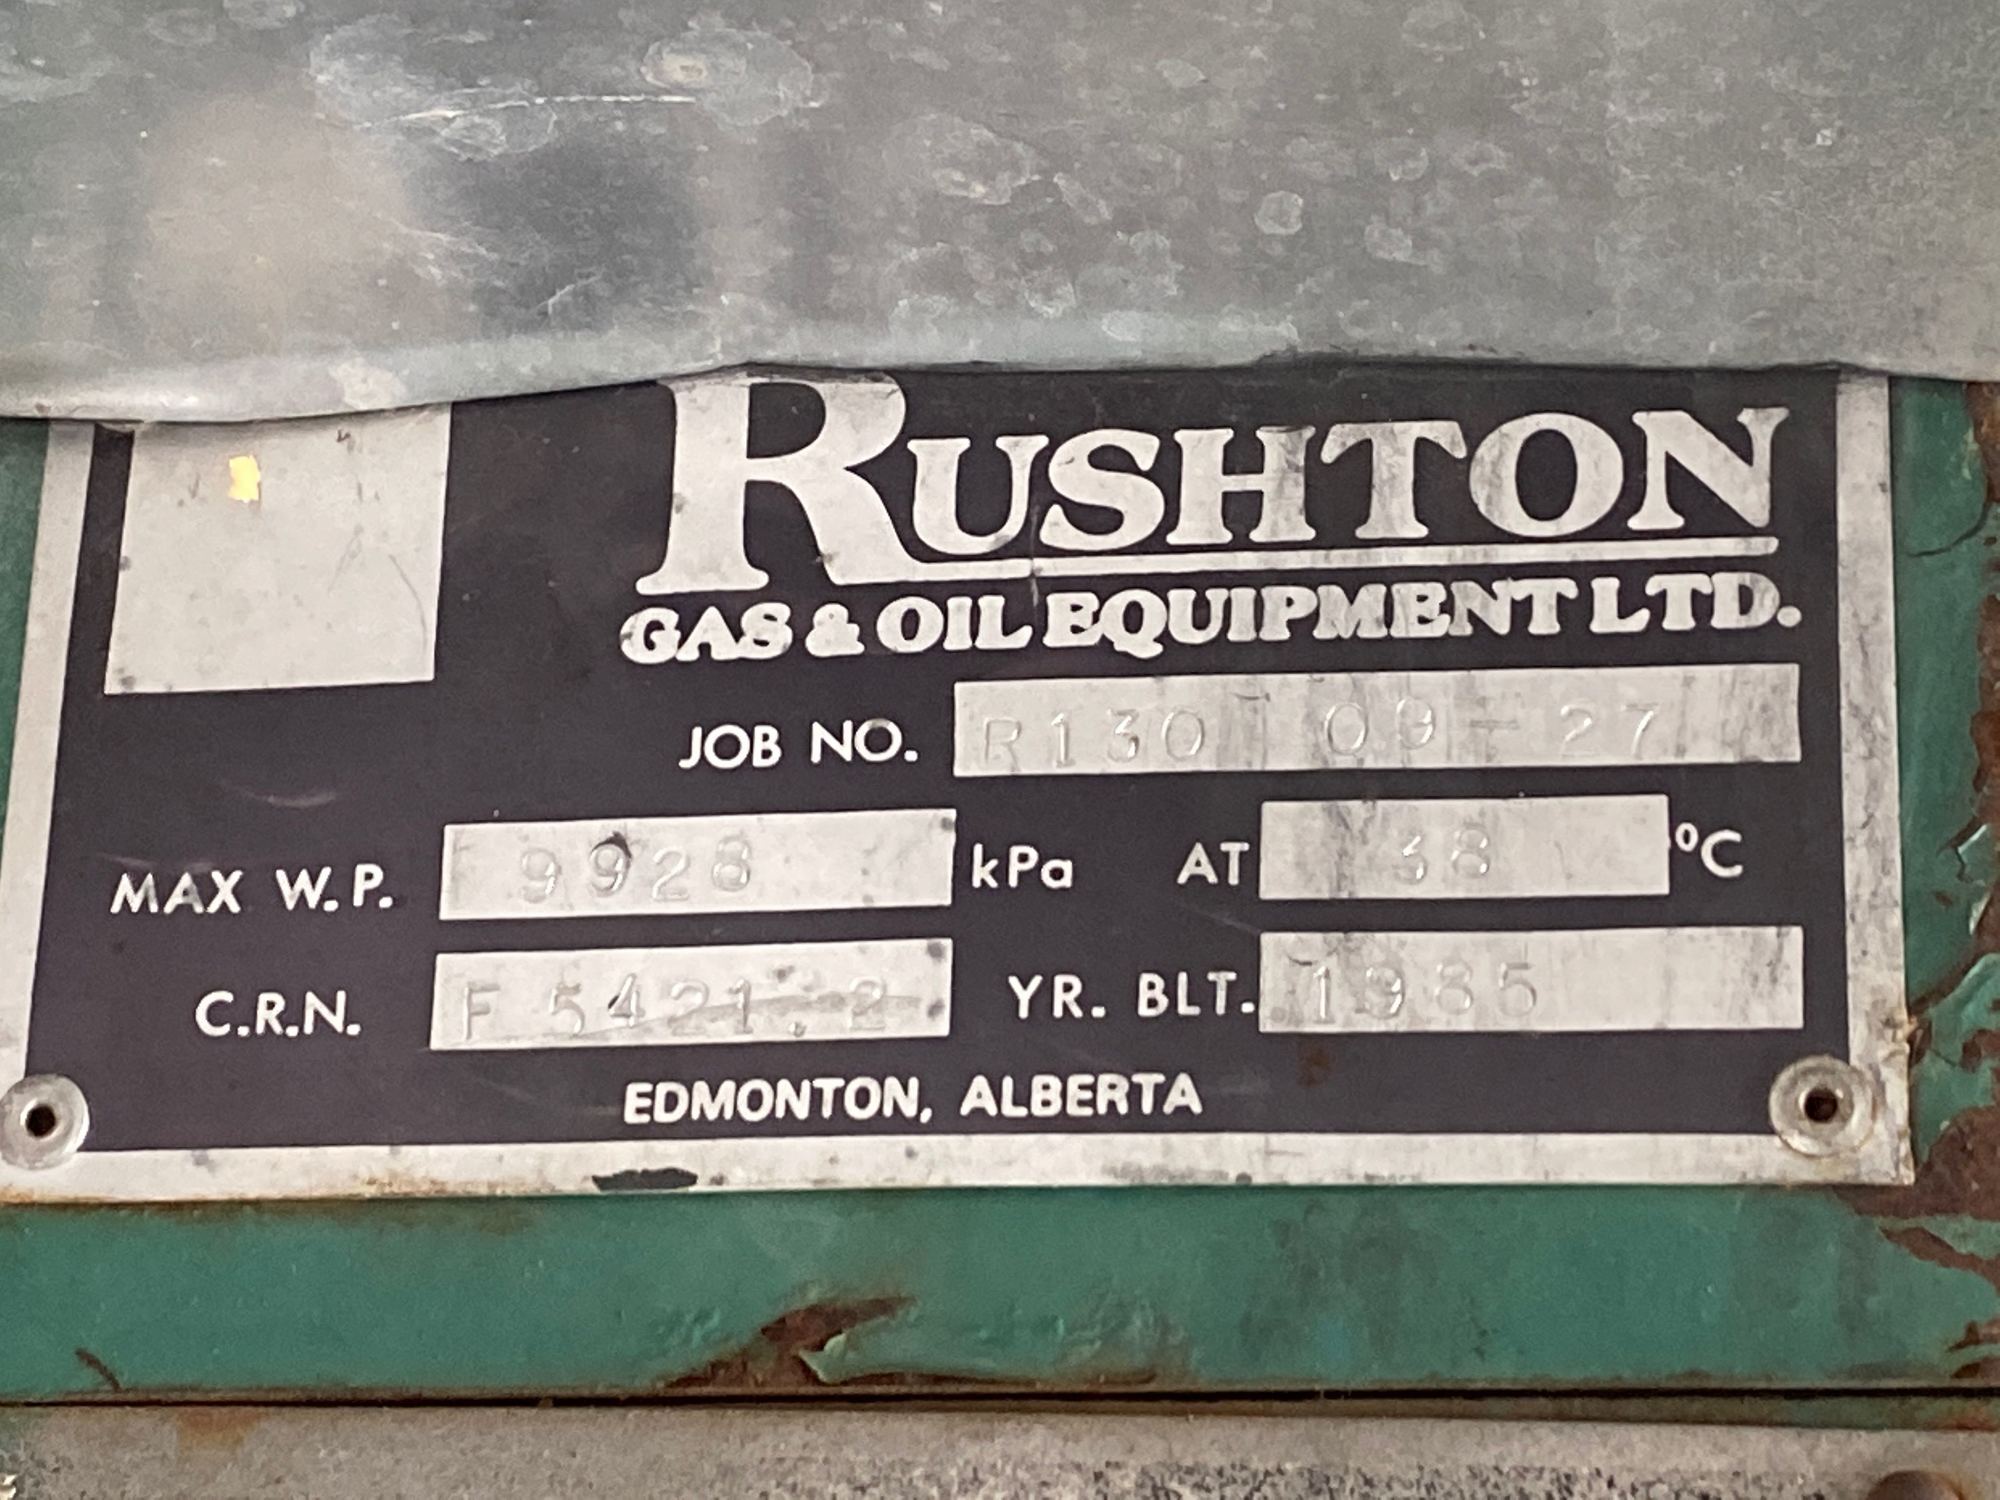 RUSHTON
GAS & OIL EQUIPMENT LTD.
JOB NO. R130 09-27
MAX W.P. 9928 kPa AT 38 °C
C.R.N. F 5421.2 YR. BLT. 1985
EDMONTON, ALBERTA